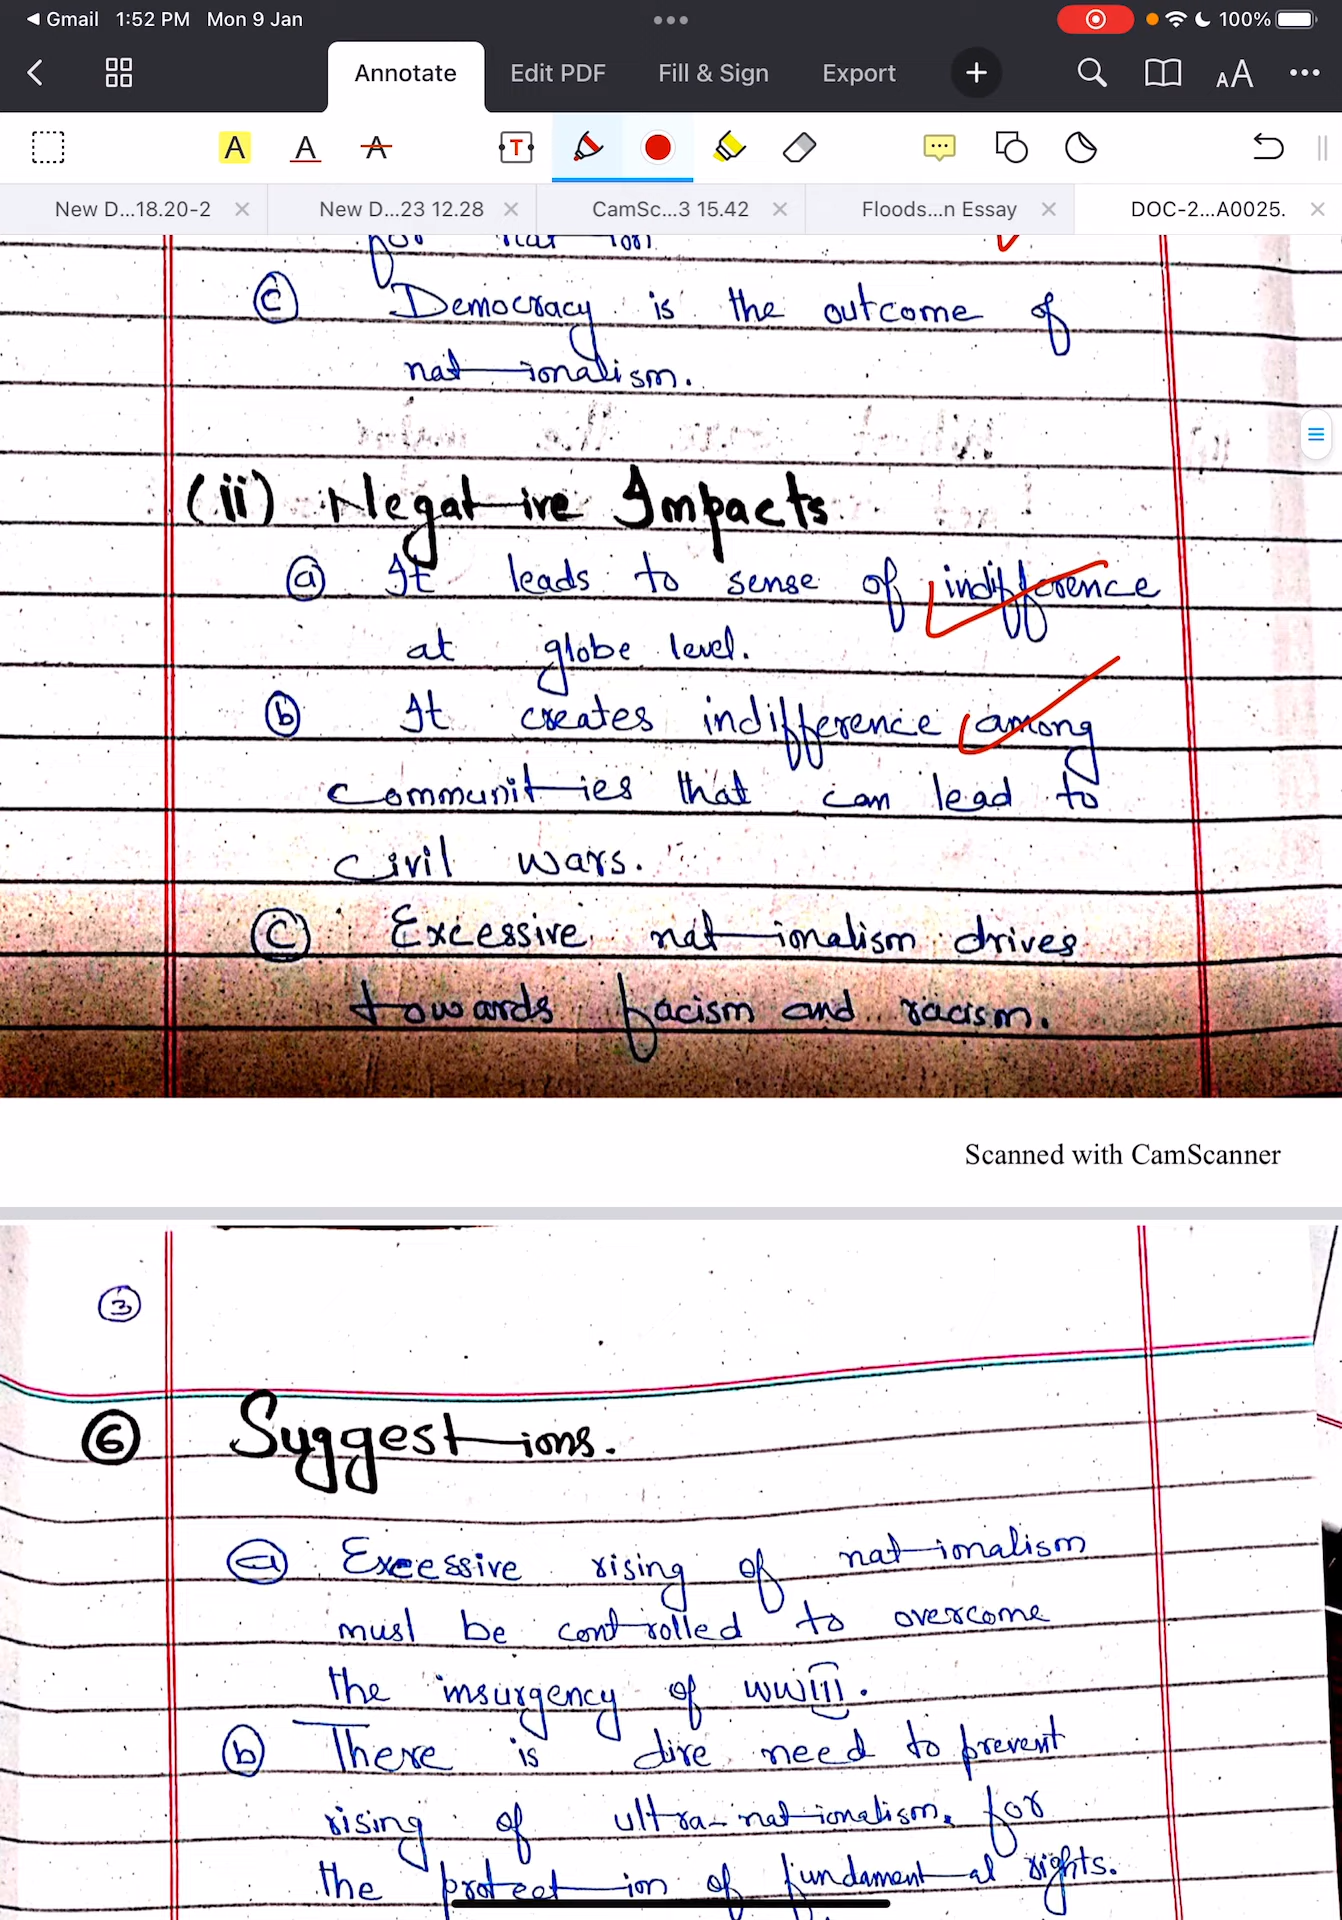 Gmail 1:52 PM Mon 9 Jan 100%
Annotate Edit PDF Fill & Sign Export
New D...18.20-2 New D...23 12.28 CamSc...3 15.42 Floods...n Essay DOC-2...A0025.
(c) Democracy is the outcome of
nationalism.
(ii) Negative Impacts
(a) It leads to sense of indifference
at globe level.
(b) It creates indifference among
communities that can lead to
civil wars.
(c) Excessive nationalism drives
towards facism and racism.
Scanned with CamScanner
(3)
(6) Suggestions.
(a) Excessive rising of nationalism
must be controlled to overcome
the insurgency of WWIII.
(b) There is dire need to prevent
rising of ultra-nationalism for
the protection of fundamental rights.